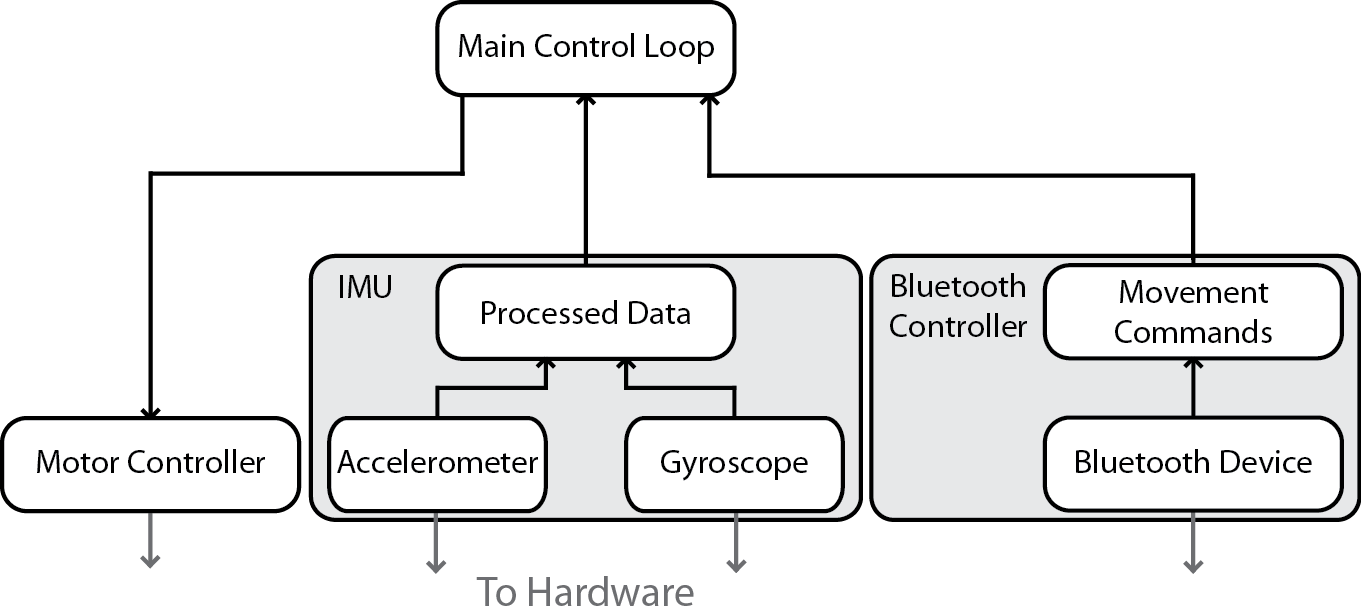 Main Control Loop
IMU
Processed Data
Bluetooth
Controller
Movement
Commands
Motor Controller
Accelerometer
Gyroscope
Bluetooth Device
To Hardware